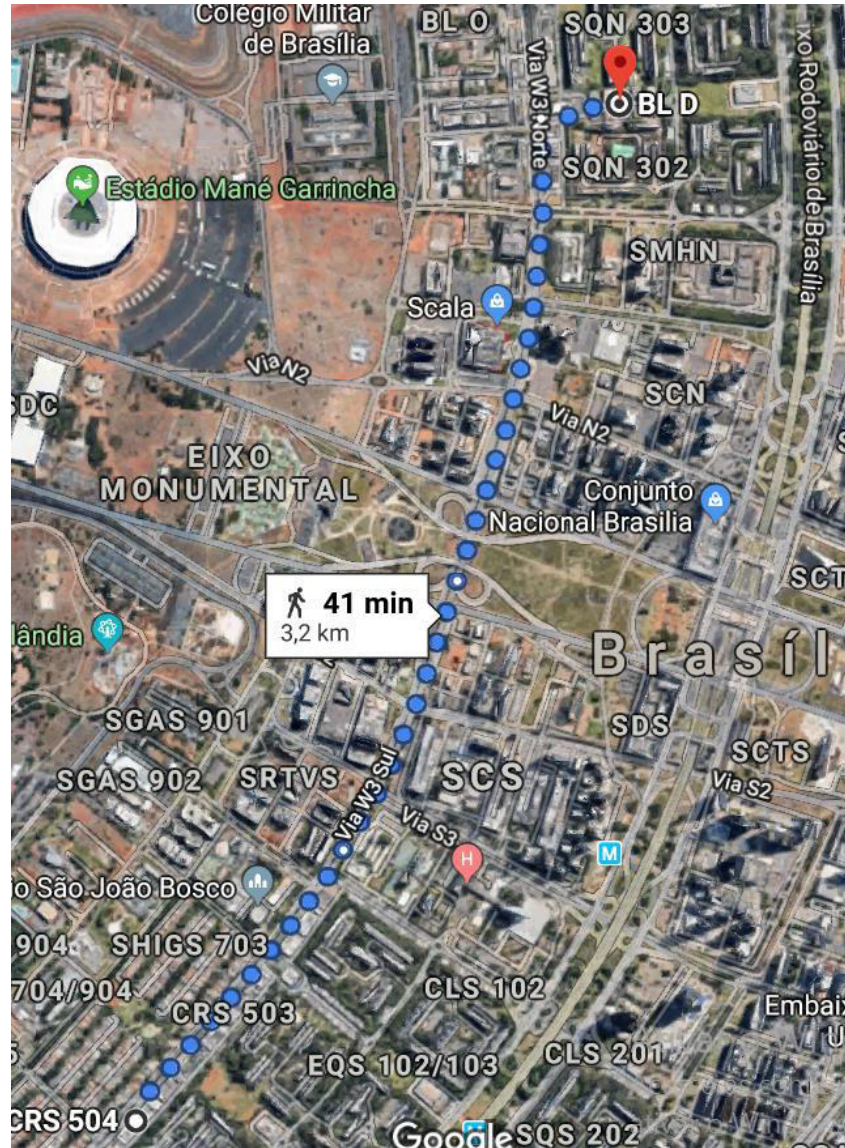 Colégio Militar
de Brasília
BL O
SQN 303
Via W3 Norte
BL D
SQN 302
ixo Rodoviário de Brasília
Estádio Mané Garrincha
SMHN
Scala
Via N2
SCN
SDC
Via N2
EIXO
MONUMENTAL
Conjunto
Nacional Brasilia
SCT
41 min
3,2 km
lândia
Brasíl
SGAS 901
SDS
SCTS
SGAS 902
SRTVS
SCS
Via S2
Via W3 Sul
Via S3
M
H
io São João Bosco
904
SHIGS 703
704/904
CLS 102
CRS 503
Embaix
U
EQS 102/103
CLS 201
CRS 504
Google
SQS 202